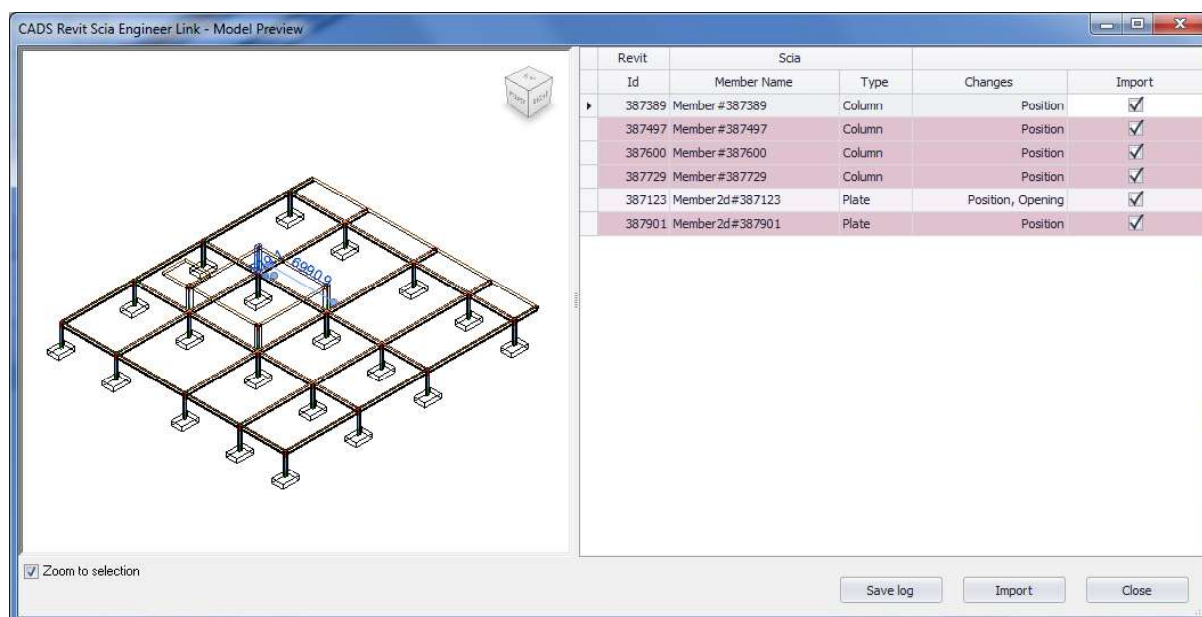 CADS Revit Scia Engineer Link - Model Preview
Revit Scia
Id Member Name Type Changes Import
387389 Member#387389 Column Position
387497 Member#387497 Column Position
387600 Member#387600 Column Position
387729 Member#387729 Column Position
387123 Member2d#387123 Plate Position, Opening
387901 Member2d#387901 Plate Position
6990.9
Zoom to selection
Save log Import Close